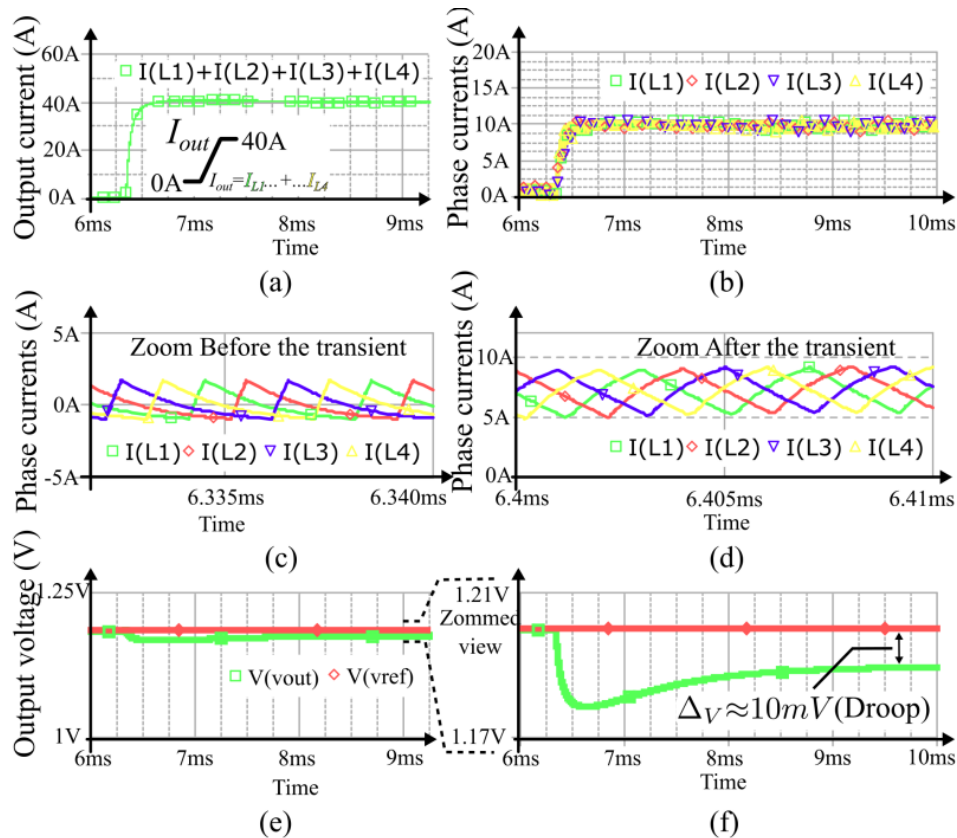 Output current (A)
60A
40A
20A
0A
I(L1)+I(L2)+I(L3)+I(L4)
I_out
40A
0A
I_out=I_L1...+...I_L4
6ms 7ms 8ms 9ms
Time
(a)
Phase currents (A)
20A
15A
10A
5A
0A
I(L1) I(L2) I(L3) I(L4)
6ms 7ms 8ms 9ms 10ms
Time
(b)
Phase currents (A)
5A
0A
-5A
Zoom Before the transient
I(L1) I(L2) I(L3) I(L4)
6.335ms 6.340ms
Time
(c)
Phase currents (A)
10A
5A
0A
Zoom After the transient
I(L1) I(L2) I(L3) I(L4)
6.4ms 6.405ms 6.41ms
Time
(d)
Output voltage (V)
1.25V
1V
V(vout) V(vref)
6ms 7ms 8ms 9ms
Time
(e)
1.21V
Zommed
view
1.17V
Δ_V≈10mV(Droop)
6ms 7ms 8ms 9ms 10ms
Time
(f)